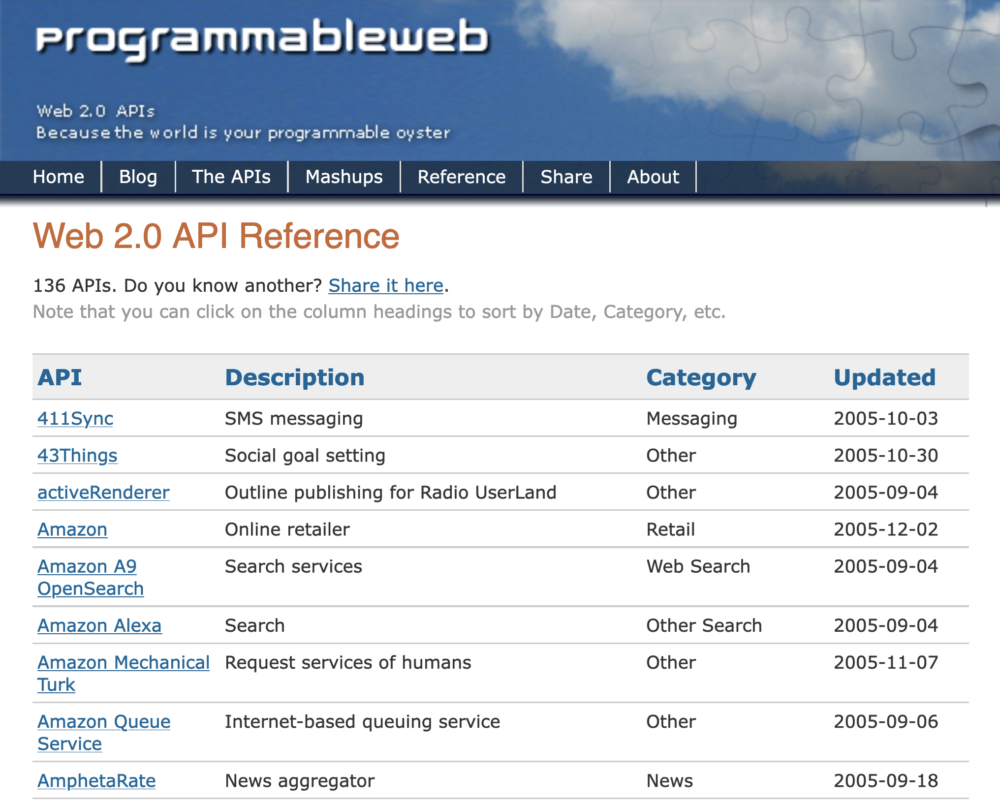 programmableweb
Web 2.0 APIs
Because the world is your programmable oyster
Home Blog The APIs Mashups Reference Share About
Web 2.0 API Reference
136 APIs. Do you know another? Share it here.
Note that you can click on the column headings to sort by Date, Category, etc.
API Description Category Updated
411Sync SMS messaging Messaging 2005-10-03
43Things Social goal setting Other 2005-10-30
activeRenderer Outline publishing for Radio UserLand Other 2005-09-04
Amazon Online retailer Retail 2005-12-02
Amazon A9 Search services Web Search 2005-09-04
OpenSearch
Amazon Alexa Search Other Search 2005-09-04
Amazon Mechanical Request services of humans Other 2005-11-07
Turk
Amazon Queue Internet-based queuing service Other 2005-09-06
Service
AmphetaRate News aggregator News 2005-09-18